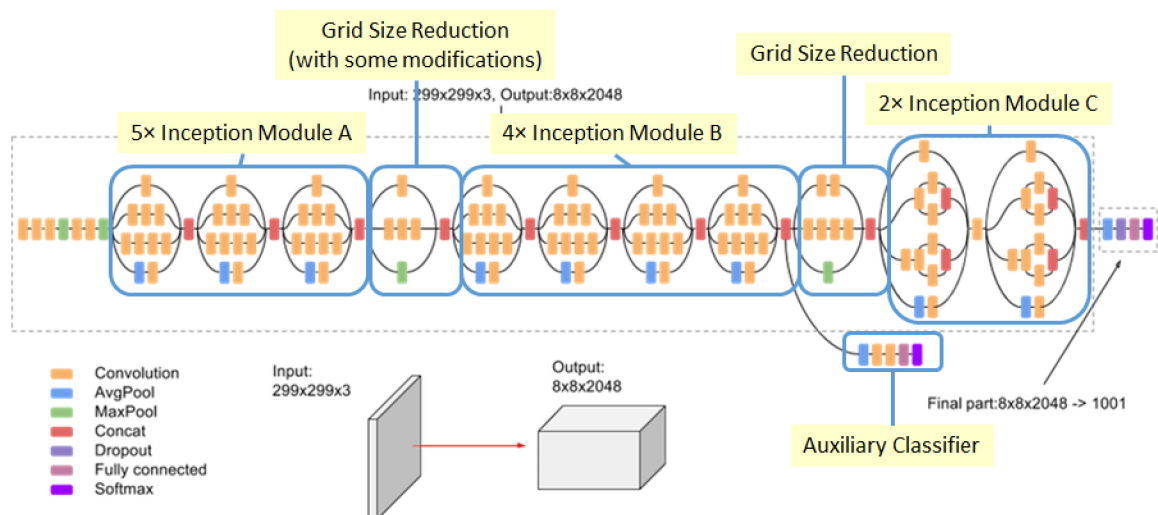 Grid Size Reduction
(with some modifications)
Grid Size Reduction
Input: 299x299x3, Output:8x8x2048
2× Inception Module C
5× Inception Module A
4× Inception Module B
Convolution
AvgPool
MaxPool
Concat
Dropout
Fully connected
Softmax
Input:
299x299x3
Output:
8x8x2048
Final part:8x8x2048 -> 1001
Auxiliary Classifier